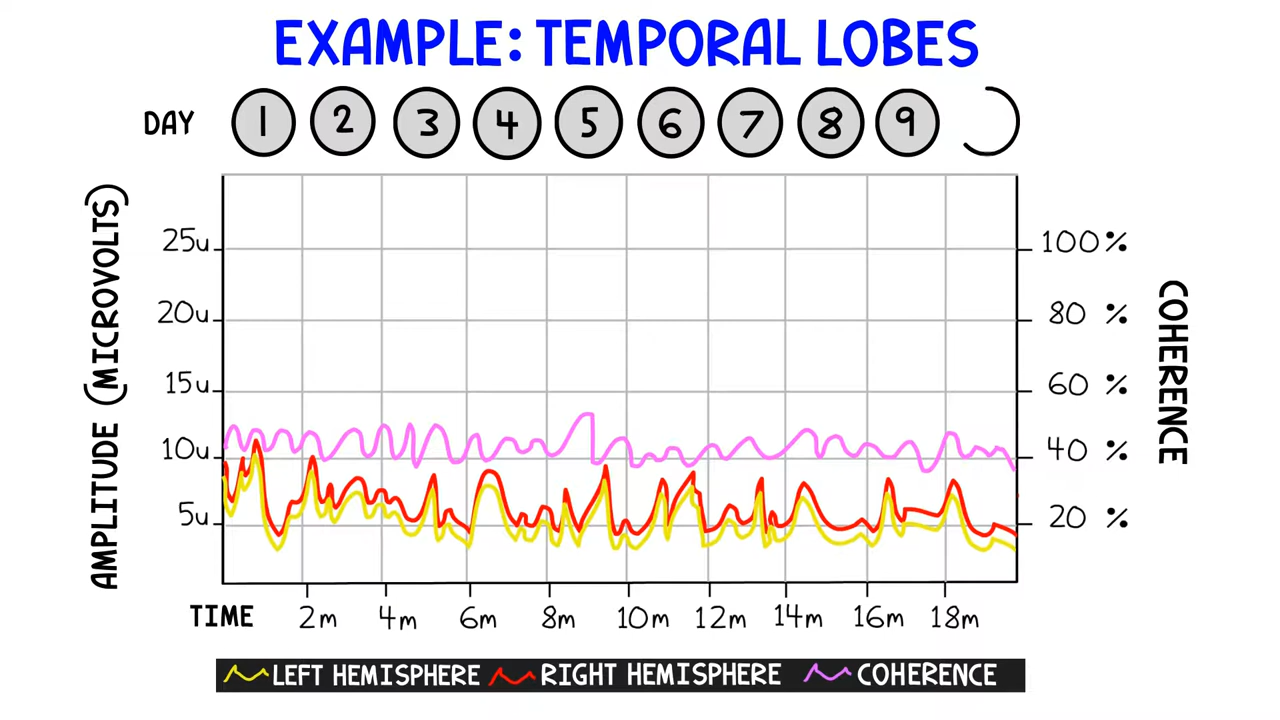 EXAMPLE: TEMPORAL LOBES
DAY 1 2 3 4 5 6 7 8 9
AMPLITUDE (MICROVOLTS)
25u
20u
15u
10u
5u
100%
80 %
60 %
40 %
20 %
COHERENCE
TIME 2m 4m 6m 8m 10m 12m 14m 16m 18m
LEFT HEMISPHERE RIGHT HEMISPHERE COHERENCE